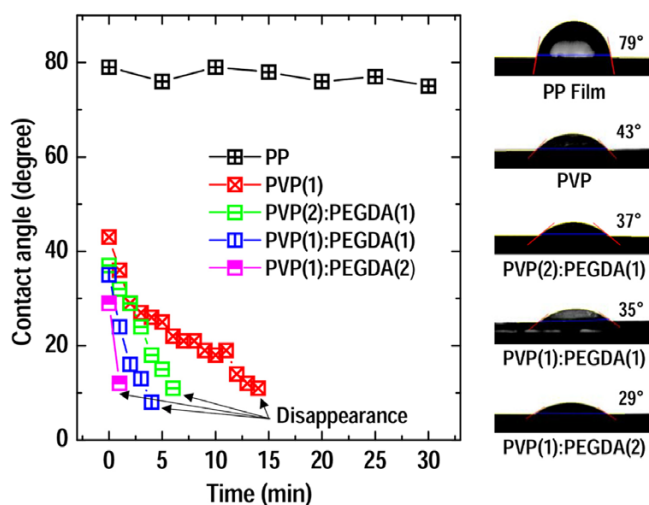 80
60
40
20
0
Contact angle (degree)
PP
PVP(1)
PVP(2):PEGDA(1)
PVP(1):PEGDA(1)
PVP(1):PEGDA(2)
Disappearance
0 5 10 15 20 25 30
Time (min)
79°
PP Film
43°
PVP
37°
PVP(2):PEGDA(1)
35°
PVP(1):PEGDA(1)
29°
PVP(1):PEGDA(2)